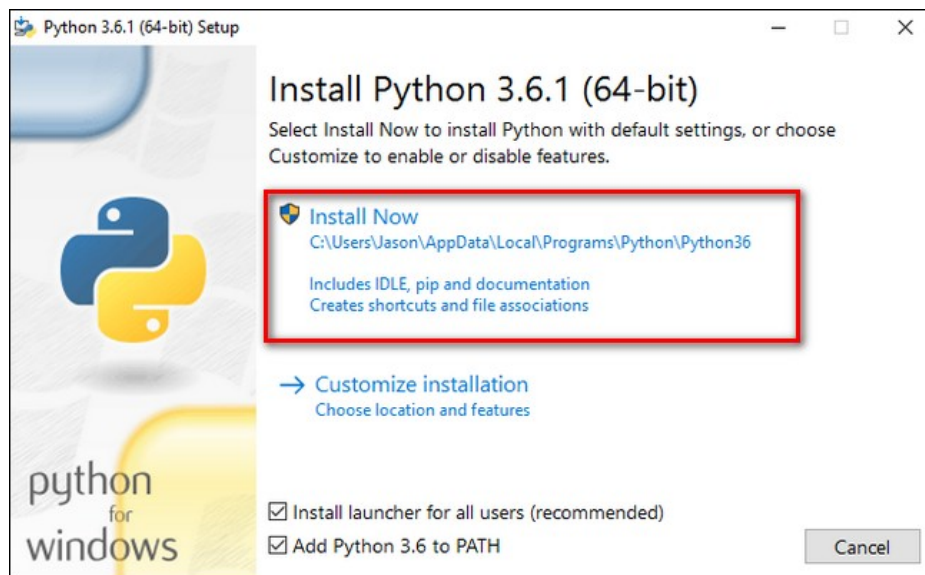 Python 3.6.1 (64-bit) Setup
Install Python 3.6.1 (64-bit)
Select Install Now to install Python with default settings, or choose
Customize to enable or disable features.
Install Now
C:\Users\Jason\AppData\Local\Programs\Python\Python36
Includes IDLE, pip and documentation
Creates shortcuts and file associations
Customize installation
Choose location and features
python
for
windows
Install launcher for all users (recommended)
Add Python 3.6 to PATH
Cancel